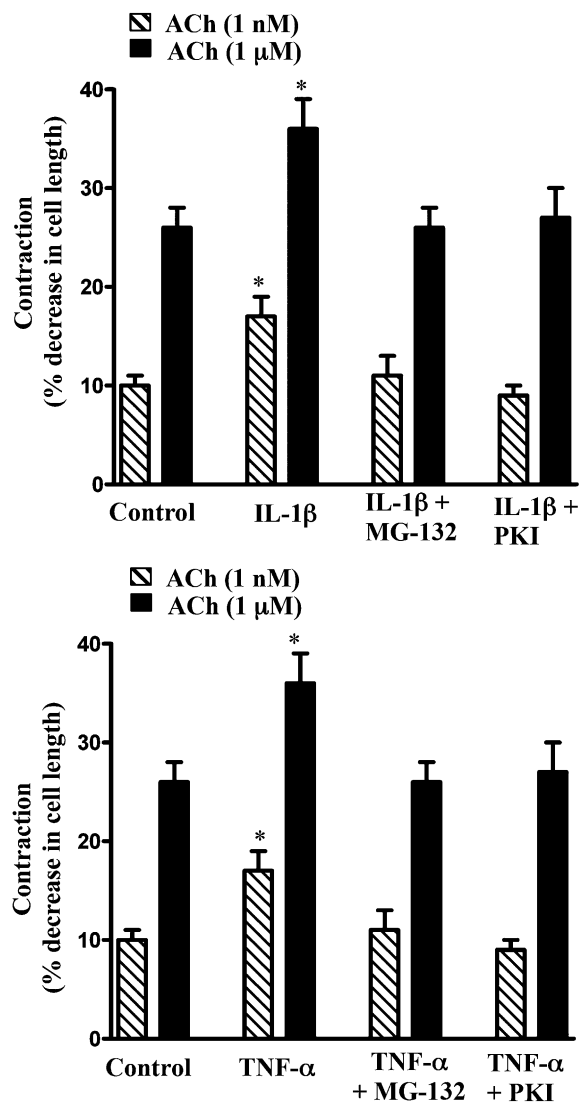 ACh (1 nM)
ACh (1 μM)
Contraction
(% decrease in cell length)
40
30
20
10
0
*
*
Control
IL-1β
IL-1β +
MG-132
IL-1β +
PKI
ACh (1 nM)
ACh (1 μM)
Contraction
(% decrease in cell length)
40
30
20
10
0
*
*
Control
TNF-α
TNF-α
+ MG-132
TNF-α
+ PKI